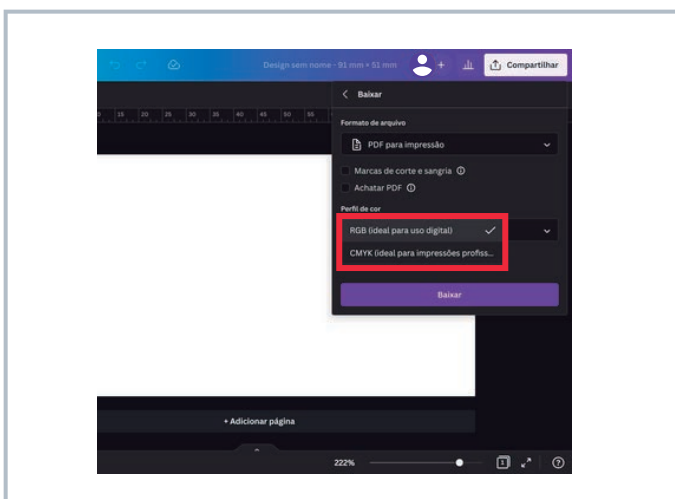 Design sem nome - 91 mm × 51 mm
+
Compartilhar
Baixar
15 20 25 30 35 40 45 50 55
Formato de arquivo
PDF para impressão
Marcas de corte e sangria
Achatar PDF
Perfil de cor
RGB (ideal para uso digital)
CMYK (ideal para impressões profiss...
Baixar
+ Adicionar página
222%
1
?